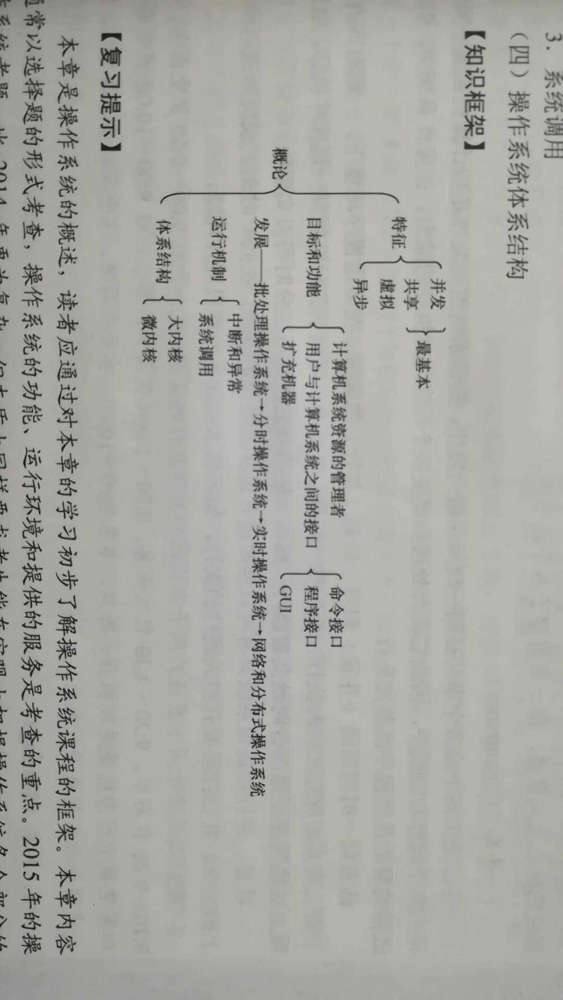 3. 系统调用
（四）操作系统体系结构
【知识框架】
并发
共享
最基本
特征
虚拟
异步
计算机系统资源的管理者
命令接口
目标和功能
用户与计算机系统之间的接口
程序接口
扩充机器
GUI
概论
发展——批处理操作系统→分时操作系统→实时操作系统→网络和分布式操作系统
中断和异常
运行机制
系统调用
大内核
体系结构
微内核
【复习提示】
本章是操作系统的概述，读者应通过对本章的学习初步了解操作系统课程的框架。本章内容
通常以选择题的形式考查，操作系统的功能、运行环境和提供的服务是考查的重点。2015年的操